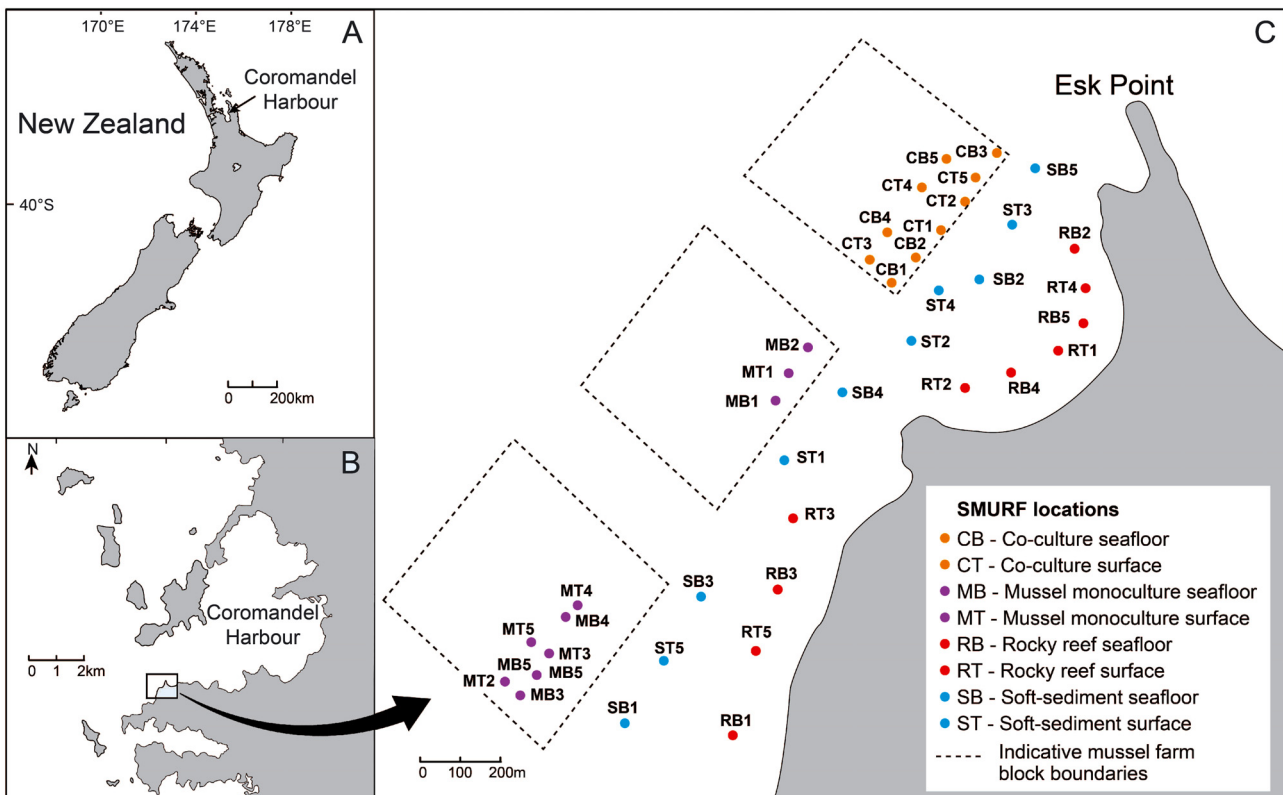 170°E
174°E
178°E
A
Coromandel
Harbour
New Zealand
40°S
0
200km
N
B
Coromandel
Harbour
0
1
2km
C
Esk Point
CB5
CB3
SB5
CT4
CT5
CT2
ST3
CB4
CT1
RB2
CT3
CB2
CB1
SB2
RT4
ST4
RB5
MB2
ST2
RT1
MT1
RT2
RB4
MB1
SB4
ST1
RT3
MT4
SB3
RB3
MB4
MT5
RT5
MT3
ST5
MB5
MB5
MT2
MB3
SB1
RB1
0
100
200m
SMURF locations
CB - Co-culture seafloor
CT - Co-culture surface
MB - Mussel monoculture seafloor
MT - Mussel monoculture surface
RB - Rocky reef seafloor
RT - Rocky reef surface
SB - Soft-sediment seafloor
ST - Soft-sediment surface
Indicative mussel farm
block boundaries